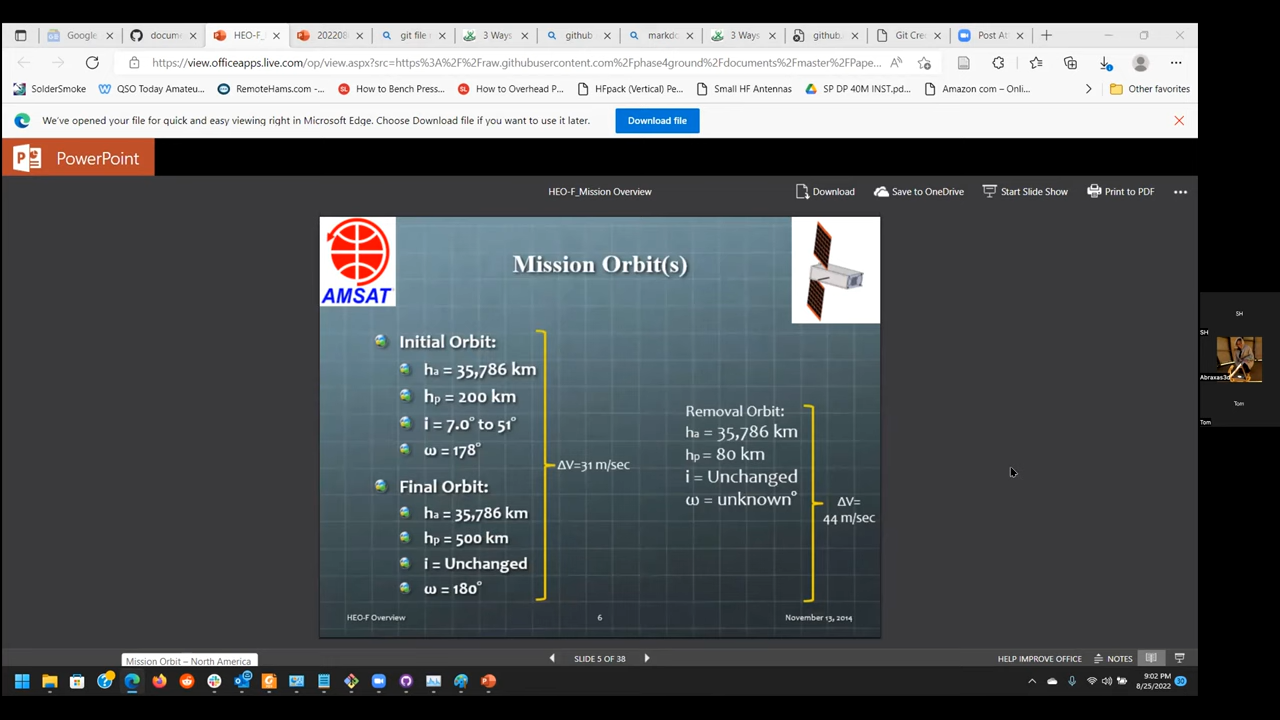 Google
docume
HEO-F_
202208
git file
3 Ways
github
markdo
3 Ways
github.
Git Cre
Post At
https://view.officeapps.live.com/op/view.aspx?src=https%3A%2F%2Fraw.githubusercontent.com%2Fphase4ground%2Fdocuments%2Fmaster%2FPape...
SolderSmoke
QSO Today Amateu...
RemoteHams.com -...
How to Bench Press...
How to Overhead P...
HFpack (Vertical) Pe...
Small HF Antennas
SP DP 40M INST.pd...
Amazon com – Onli...
Other favorites
We've opened your file for quick and easy viewing right in Microsoft Edge. Choose Download file if you want to use it later.
Download file
PowerPoint
HEO-F_Mission Overview
Download
Save to OneDrive
Start Slide Show
Print to PDF
AMSAT
Mission Orbit(s)
Initial Orbit:
ha = 35,786 km
hp = 200 km
i = 7.0° to 51°
ω = 178°
ΔV=31 m/sec
Final Orbit:
ha = 35,786 km
hp = 500 km
i = Unchanged
ω = 180°
Removal Orbit:
ha = 35,786 km
hp = 80 km
i = Unchanged
ω = unknown°
ΔV=
44 m/sec
HEO-F Overview
6
November 13, 2014
SH
SH
Abraxas3d
Tom
Tom
Mission Orbit – North America
SLIDE 5 OF 38
HELP IMPROVE OFFICE
NOTES
9:02 PM
8/25/2022